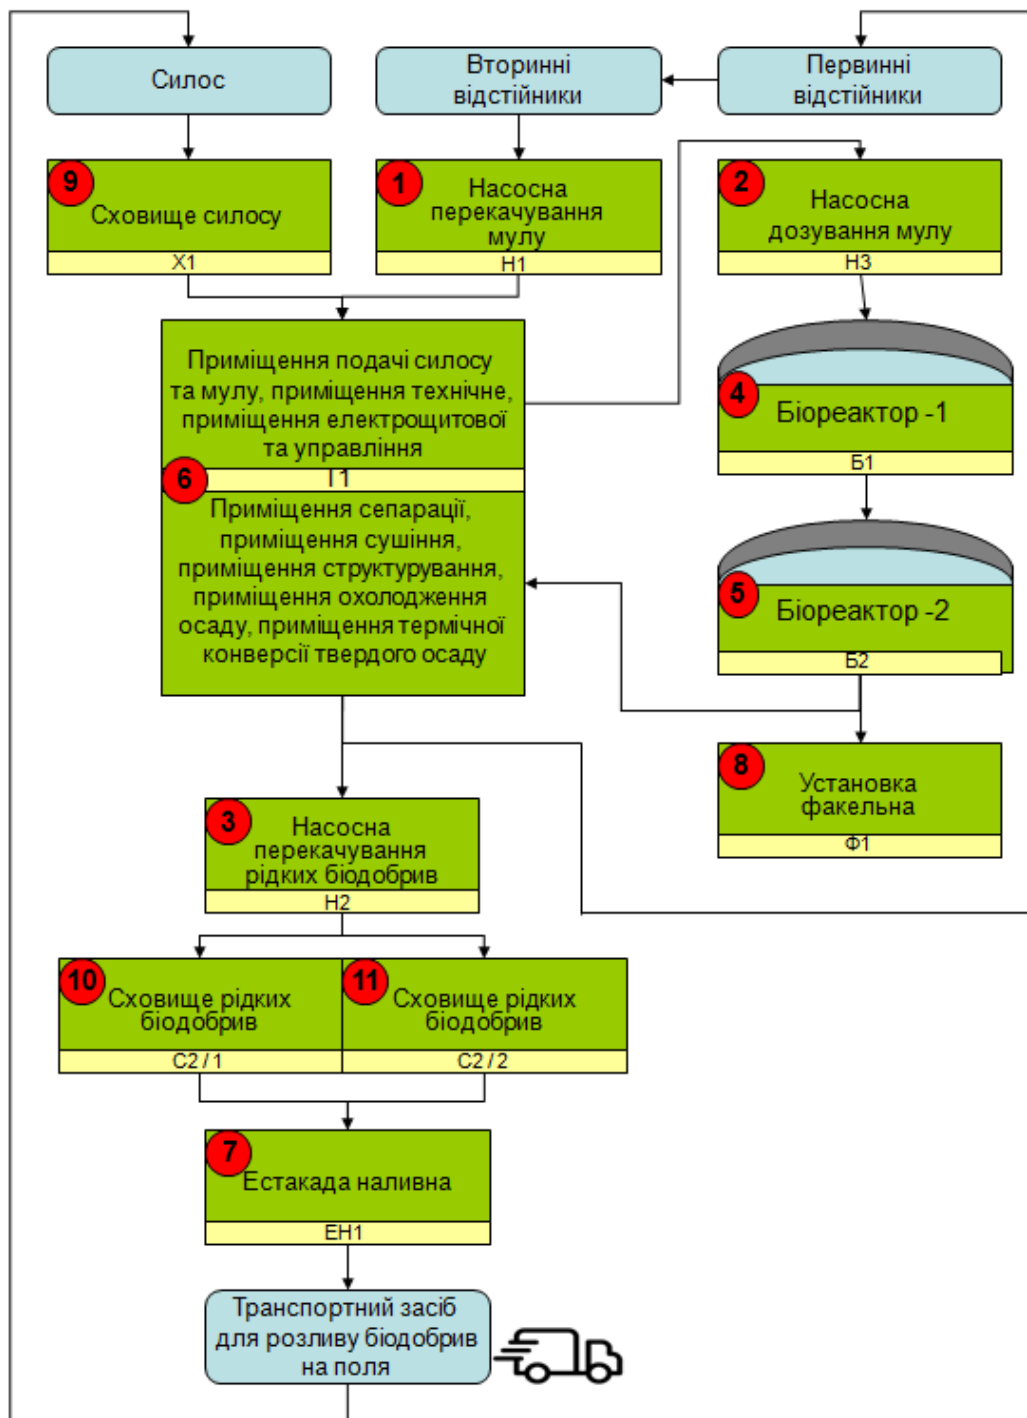 Силос
Вторинні
відстійники
Первинні
відстійники
9
Сховище силосу
Х1
1
Насосна
перекачування
мулу
Н1
2
Насосна
дозування мулу
Н3
Приміщення подачі силосу
та мулу, приміщення технічне,
приміщення електрощитової
та управління
6
Т1
Приміщення сепарації,
приміщення сушіння,
приміщення структурування,
приміщення охолодження
осаду, приміщення термічної
конверсії твердого осаду
4
Біореактор -1
Б1
5
Біореактор -2
Б2
8
Установка
факельна
Ф1
3
Насосна
перекачування
рідких біодобрив
Н2
10
Сховище рідких
біодобрив
С2 / 1
11
Сховище рідких
біодобрив
С2 / 2
7
Естакада наливна
ЕН1
Транспортний засіб
для розливу біодобрив
на поля